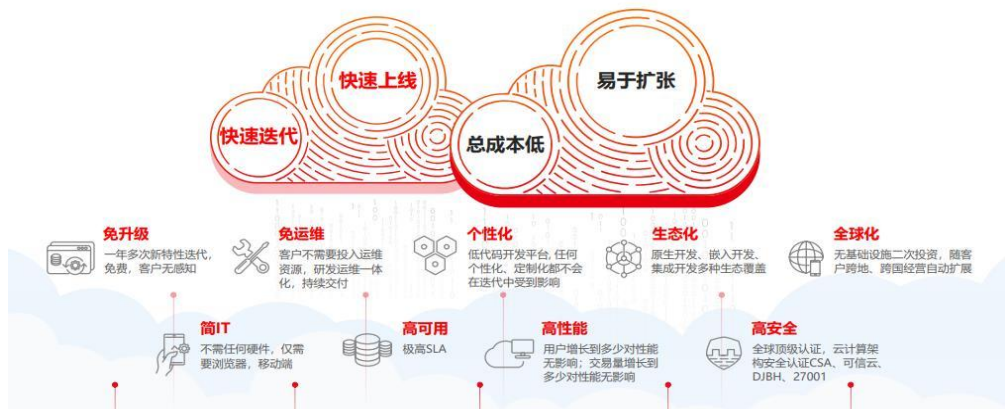 快速上线
易于扩张
快速迭代
总成本低
免升级
一年多次新特性迭代，
免费，客户无感知
免运维
客户不需要投入运维
资源，研发运维一体
化，持续交付
个性化
低代码开发平台, 任何
个性化、定制化都不会
在迭代中受到影响
生态化
原生开发、嵌入开发、
集成开发多种生态覆盖
全球化
无基础设施二次投资，随客
户跨地、跨国经营自动扩展
简IT
不需任何硬件，仅需
要浏览器，移动端
高可用
极高SLA
高性能
用户增长到多少对性能
无影响；交易量增长到
多少对性能无影响
高安全
全球顶级认证，云计算架
构安全认证CSA、可信云、
DJBH、27001